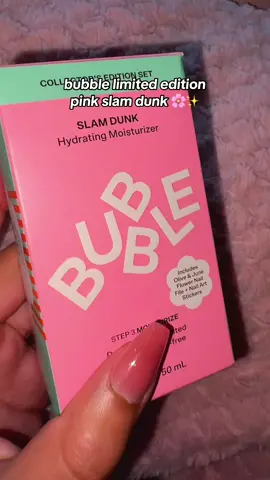 COLLECTOR'S EDITION SET
bubble limited edition
pink slam dunk 🌸✨
SLAM DUNK
Hydrating Moisturizer
BUBBLE
Includes
Olive & June
Flower Nail
File + Nail Art
Stickers
STEP 3 MOISTURIZE
50 mL